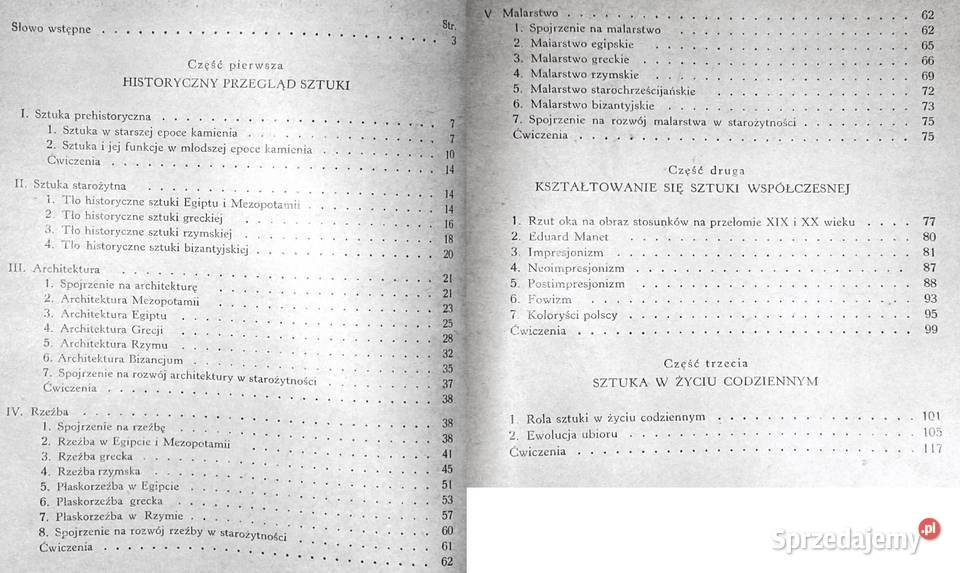 Str.
Słowo wstępne . . . 3
Część pierwsza
HISTORYCZNY PRZEGLĄD SZTUKI
I. Sztuka prehistoryczna . . . 7
1. Sztuka w starszej epoce kamienia . . . 7
2. Sztuka i jej funkcje w młodszej epoce kamienia . . . 10
Ćwiczenia . . . 14
II. Sztuka starożytna . . . 14
1. Tło historyczne sztuki Egiptu i Mezopotamii . . . 14
2. Tło historyczne sztuki greckiej . . . 16
3. Tło historyczne sztuki rzymskiej . . . 18
4. Tło historyczne sztuki bizantyjskiej . . . 20
III. Architektura . . . 21
1. Spojrzenie na architekturę . . . 21
2. Architektura Mezopotamii . . . 23
3. Architektura Egiptu . . . 25
4. Architektura Grecji . . . 28
5. Architektura Rzymu . . . 32
6. Architektura Bizancjum . . . 35
7. Spojrzenie na rozwój architektury w starożytności . . . 37
Ćwiczenia . . . 38
IV. Rzeźba . . . 38
1. Spojrzenie na rzeźbę . . . 38
2. Rzeźba w Egipcie i Mezopotamii . . . 41
3. Rzeźba grecka . . . 45
4. Rzeźba rzymska . . . 51
5. Płaskorzeźba w Egipcie . . . 53
6. Płaskorzeźba grecka . . . 57
7. Płaskorzeźba w Rzymie . . . 60
8. Spojrzenie na rozwój rzeźby w starożytności . . . 61
Ćwiczenia . . . 62
V Malarstwo . . . 62
1. Spojrzenie na malarstwo . . . 62
2. Malarstwo egipskie . . . 65
3. Malarstwo greckie . . . 66
4. Malarstwo rzymskie . . . 69
5. Malarstwo starochrześcijańskie . . . 72
6. Malarstwo bizantyjskie . . . 73
7. Spojrzenie na rozwój malarstwa w starożytności . . . 75
Ćwiczenia . . . 75
Część druga
KSZTAŁTOWANIE SIĘ SZTUKI WSPÓŁCZESNEJ
1. Rzut oka na obraz stosunków na przełomie XIX i XX wieku . . . 77
2. Eduard Manet . . . 80
3. Impresjonizm . . . 81
4. Neoimpresjonizm . . . 87
5. Postimpresjonizm . . . 88
6. Fowizm . . . 93
7. Koloryści polscy . . . 95
Ćwiczenia . . . 99
Część trzecia
SZTUKA W ŻYCIU CODZIENNYM
1. Rola sztuki w życiu codziennym . . . 101
2. Ewolucja ubioru . . . 105
Ćwiczenia . . . 117
Sprzedajemy.pl